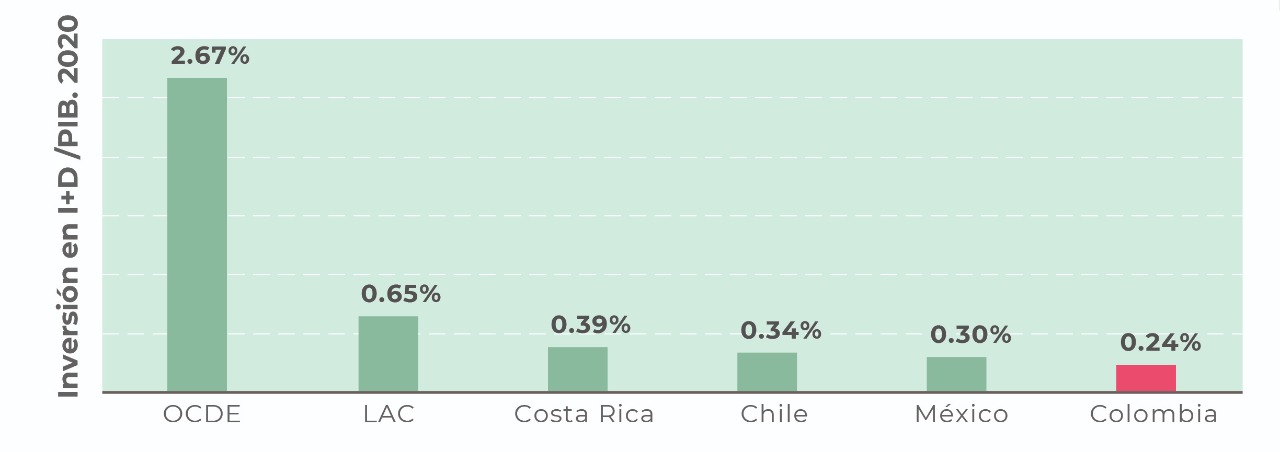 Inversión en I+D /PIB. 2020
2.67%
0.65%
0.39%
0.34%
0.30%
0.24%
OCDE
LAC
Costa Rica
Chile
México
Colombia